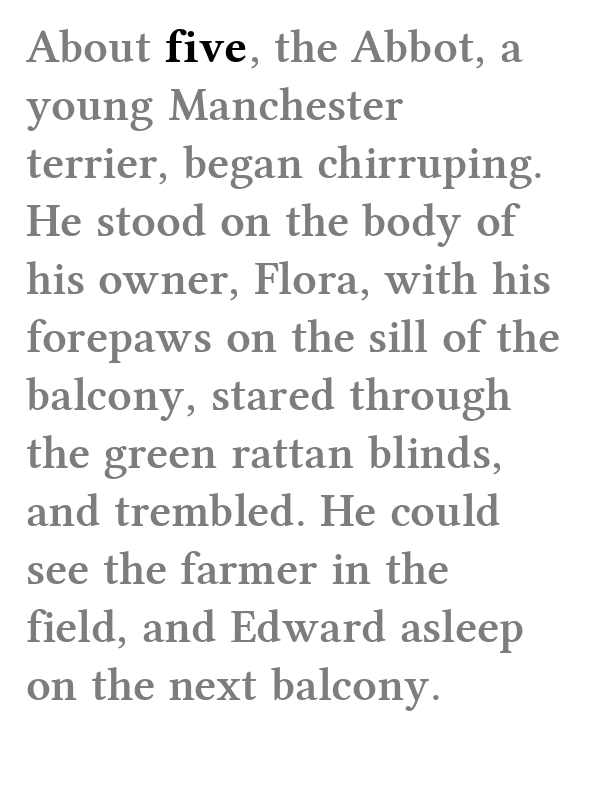 About five, the Abbot, a
young Manchester
terrier, began chirruping.
He stood on the body of
his owner, Flora, with his
forepaws on the sill of the
balcony, stared through
the green rattan blinds,
and trembled. He could
see the farmer in the
field, and Edward asleep
on the next balcony.